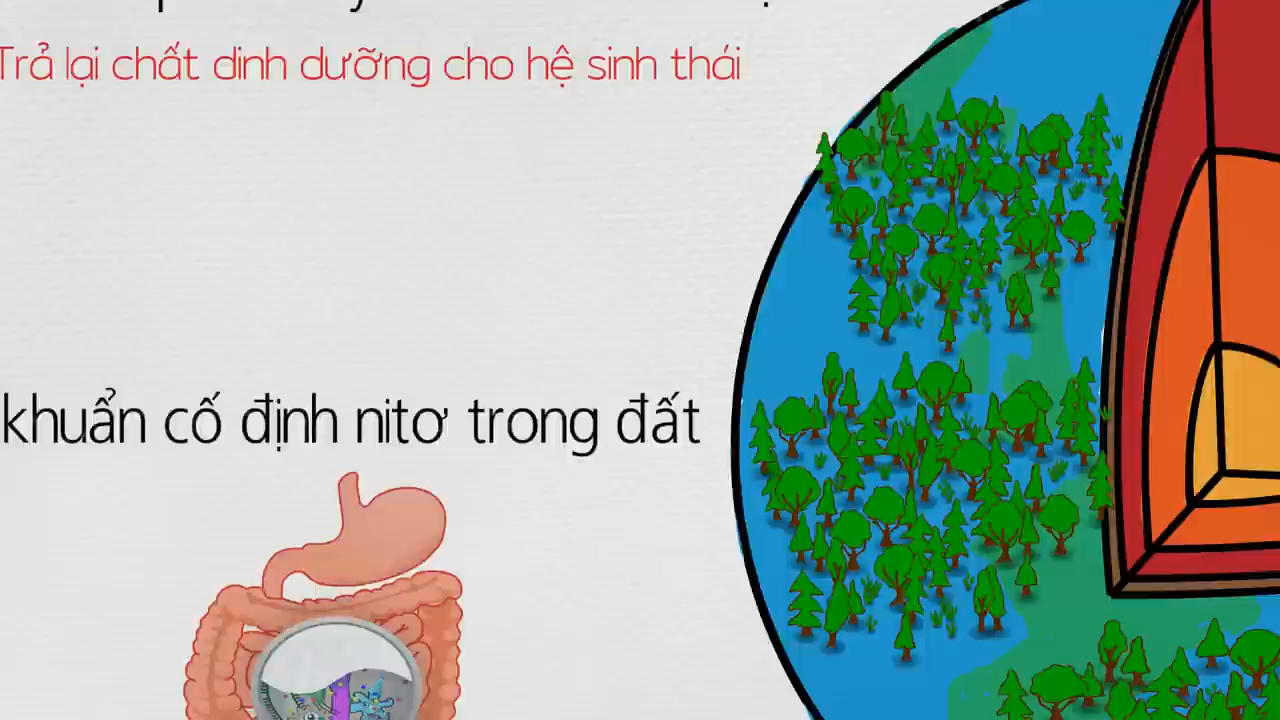 Trả lại chất dinh dưỡng cho hệ sinh thái
khuẩn cố định nitơ trong đất